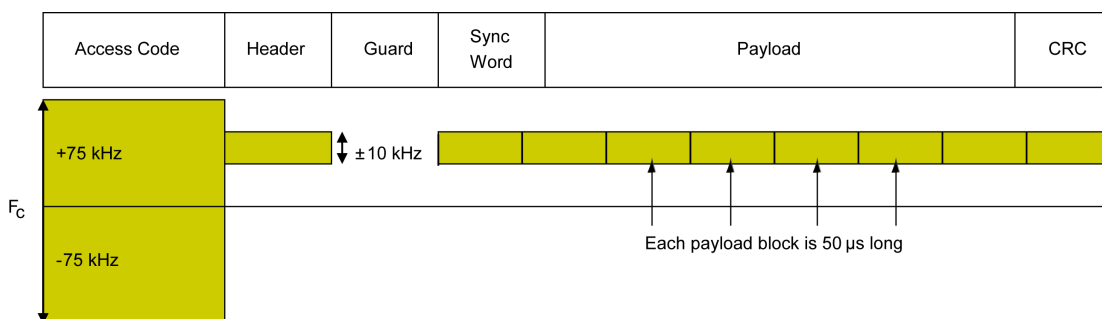 Access Code Header Guard Sync Word Payload CRC
+75 kHz
±10 kHz
F_C
-75 kHz
Each payload block is 50 µs long